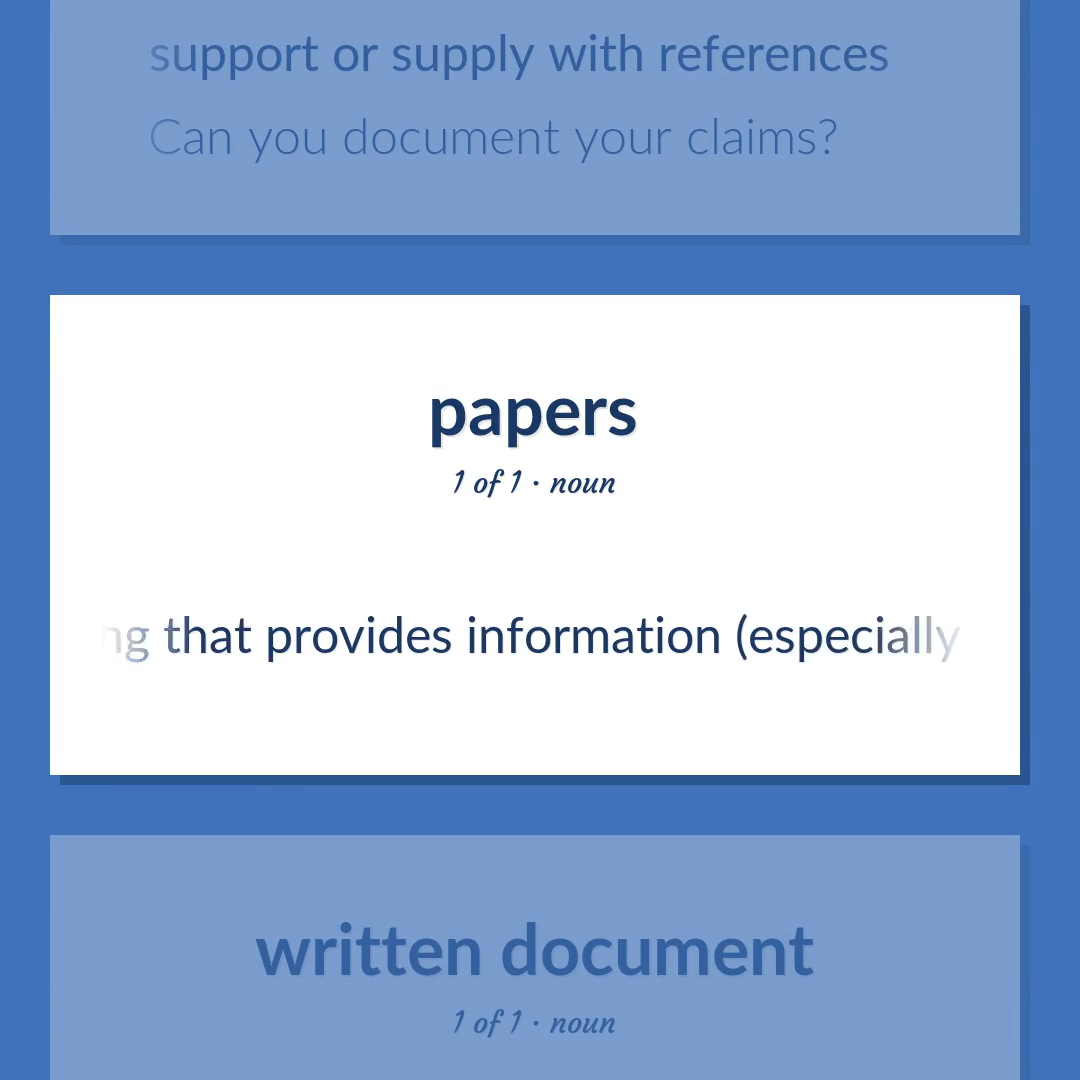 support or supply with references
Can you document your claims?
papers
1 of 1 · noun
ng that provides information (especially
written document
1 of 1 · noun